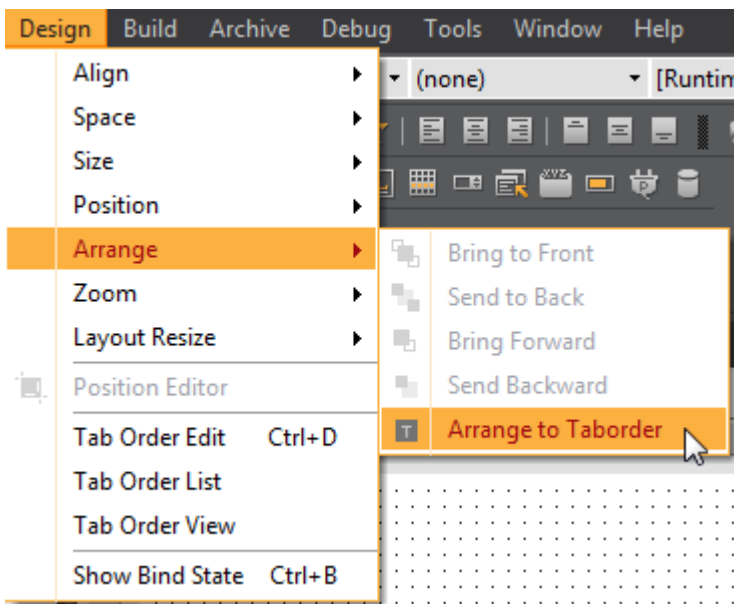 Design Build Archive Debug Tools Window Help
(none) [Runtim
Align
Space
Size
Position
Arrange
Zoom
Layout Resize
Position Editor
Tab Order Edit Ctrl+D
Tab Order List
Tab Order View
Show Bind State Ctrl+B
Bring to Front
Send to Back
Bring Forward
Send Backward
T Arrange to Taborder
XYZ